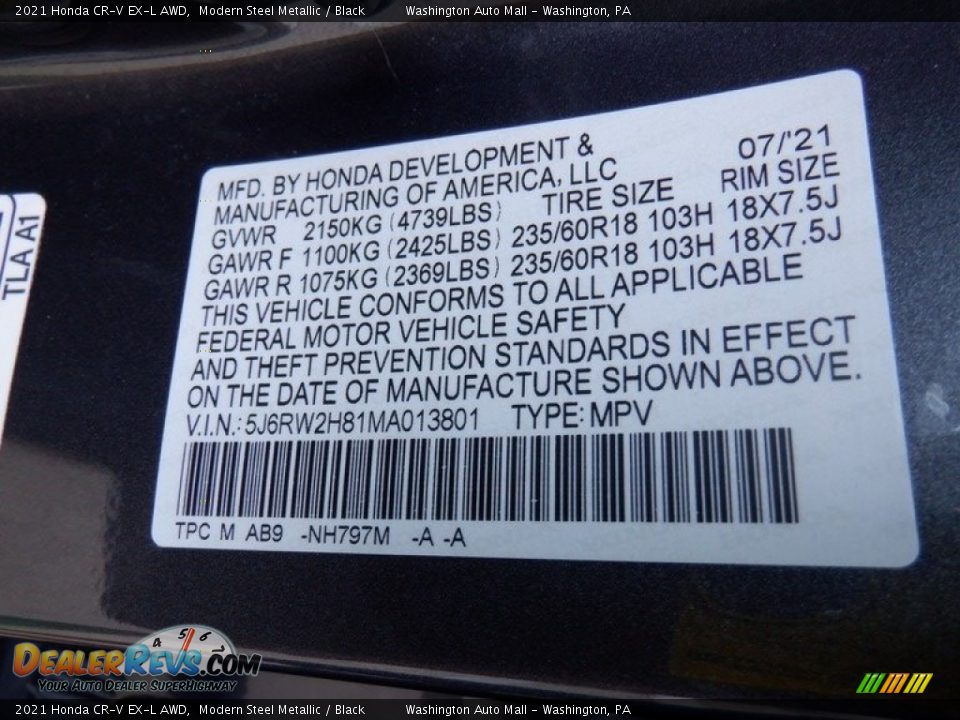 2021 Honda CR-V EX-L AWD, Modern Steel Metallic / Black Washington Auto Mall - Washington, PA
MFD. BY HONDA DEVELOPMENT &
MANUFACTURING OF AMERICA, LLC 07/'21
GVWR 2150KG (4739LBS) TIRE SIZE RIM SIZE
GAWR F 1100KG (2425LBS) 235/60R18 103H 18X7.5J
GAWR R 1075KG (2369LBS) 235/60R18 103H 18X7.5J
THIS VEHICLE CONFORMS TO ALL APPLICABLE
FEDERAL MOTOR VEHICLE SAFETY
AND THEFT PREVENTION STANDARDS IN EFFECT
ON THE DATE OF MANUFACTURE SHOWN ABOVE.
V.I.N.: 5J6RW2H81MA013801 TYPE: MPV
TPC M AB9 -NH797M -A -A
TLA A1
4 5 6
DEALERREVS.COM
YOUR AUTO DEALER SUPERHIGHWAY
2021 Honda CR-V EX-L AWD, Modern Steel Metallic / Black Washington Auto Mall - Washington, PA